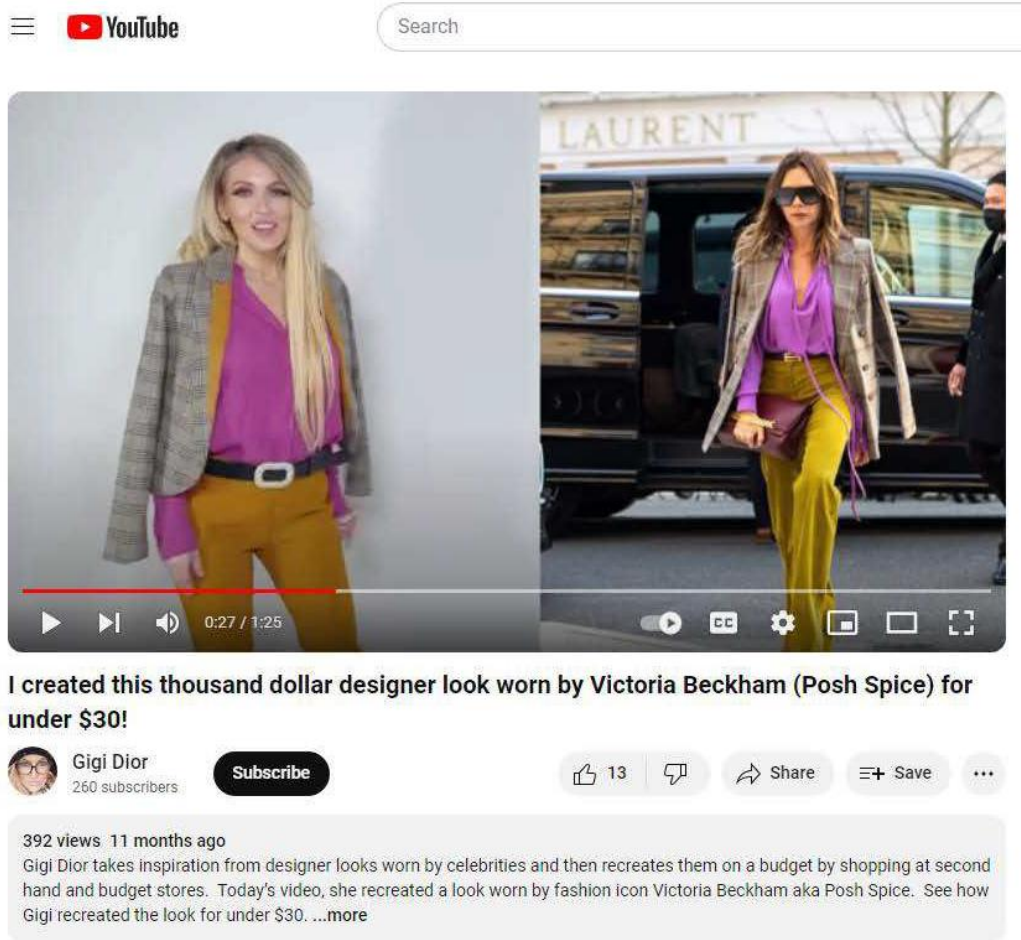 YouTube
Search
LAURENT
0:27 / 1:25
CC
I created this thousand dollar designer look worn by Victoria Beckham (Posh Spice) for
under $30!
Gigi Dior
260 subscribers
Subscribe
13
Share
Save
392 views 11 months ago
Gigi Dior takes inspiration from designer looks worn by celebrities and then recreates them on a budget by shopping at second
hand and budget stores. Today's video, she recreated a look worn by fashion icon Victoria Beckham aka Posh Spice. See how
Gigi recreated the look for under $30. ...more